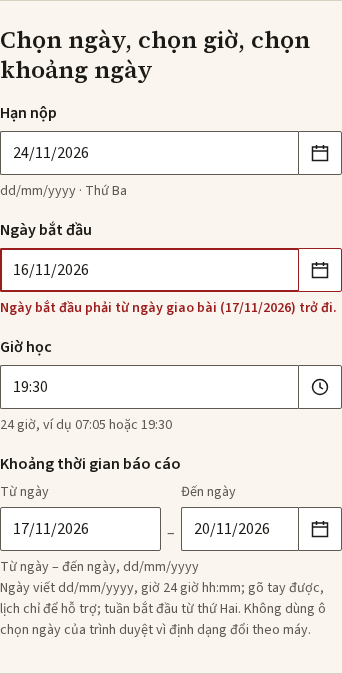 Chọn ngày, chọn giờ, chọn
khoảng ngày
Hạn nộp
24/11/2026
dd/mm/yyyy · Thứ Ba
Ngày bắt đầu
16/11/2026
Ngày bắt đầu phải từ ngày giao bài (17/11/2026) trở đi.
Giờ học
19:30
24 giờ, ví dụ 07:05 hoặc 19:30
Khoảng thời gian báo cáo
Từ ngày Đến ngày
17/11/2026 – 20/11/2026
Từ ngày – đến ngày, dd/mm/yyyy
Ngày viết dd/mm/yyyy, giờ 24 giờ hh:mm; gõ tay được,
lịch chỉ để hỗ trợ; tuần bắt đầu từ thứ Hai. Không dùng ô
chọn ngày của trình duyệt vì định dạng đổi theo máy.